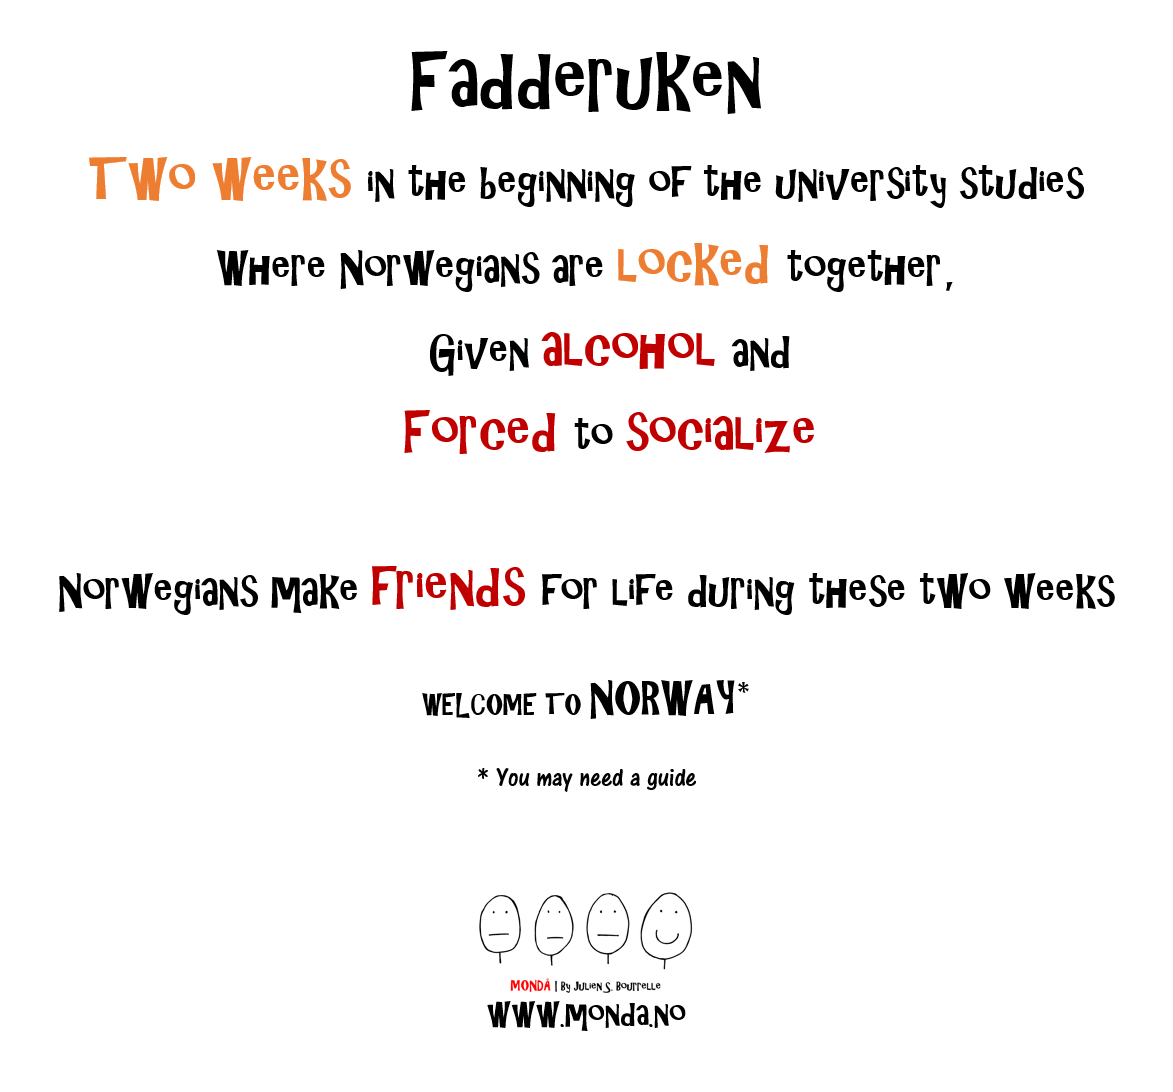 Fadderuken
Two weeks in the beginning of the university studies
Where Norwegians are Locked together,
Given alcohol and
Forced to Socialize
Norwegians make Friends for life during these two weeks
WELCOME TO NORWAY*
* You may need a guide
MONDÅ | By Julien S. Bourrelle
www.monda.no